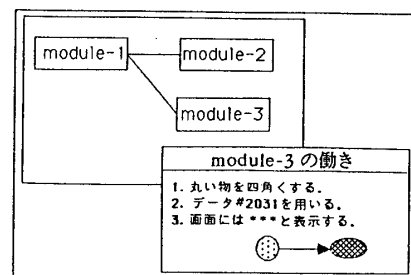 module-1
module-2
module-3
module-3 の働き
1. 丸い物を四角くする.
2. データ#2031を用いる.
3. 画面には ***と表示する.